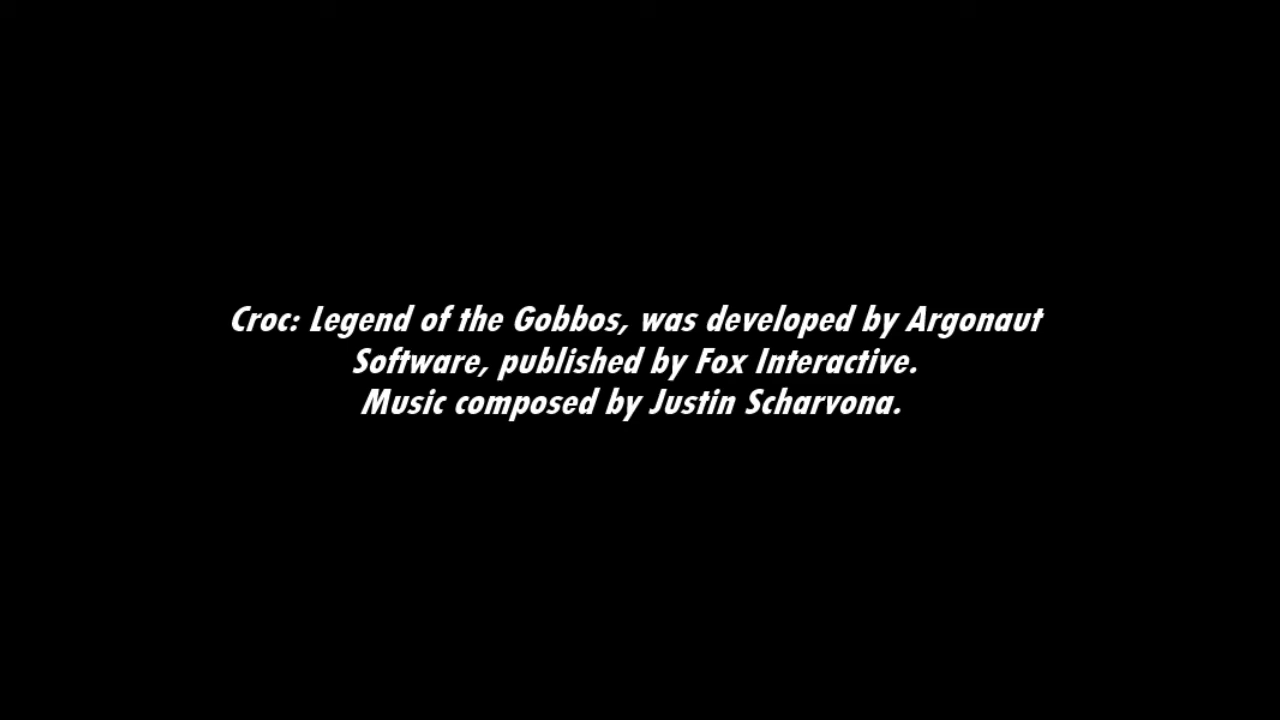 Croc: Legend of the Gobbos, was developed by Argonaut
Software, published by Fox Interactive.
Music composed by Justin Scharvona.